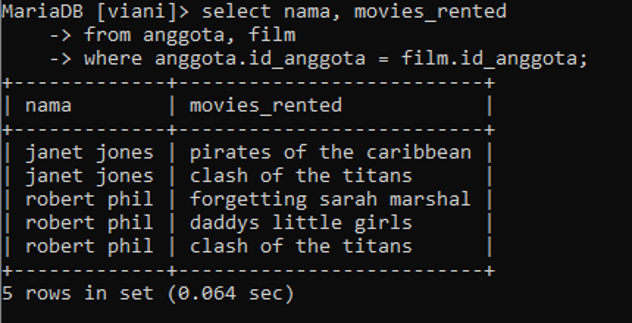 MariaDB [viani]> select nama, movies_rented
    -> from anggota, film
    -> where anggota.id_anggota = film.id_anggota;
+-------------+---------------------------+
| nama        | movies_rented             |
+-------------+---------------------------+
| janet jones | pirates of the caribbean  |
| janet jones | clash of the titans       |
| robert phil | forgetting sarah marshal  |
| robert phil | daddys little girls       |
| robert phil | clash of the titans       |
+-------------+---------------------------+
5 rows in set (0.064 sec)